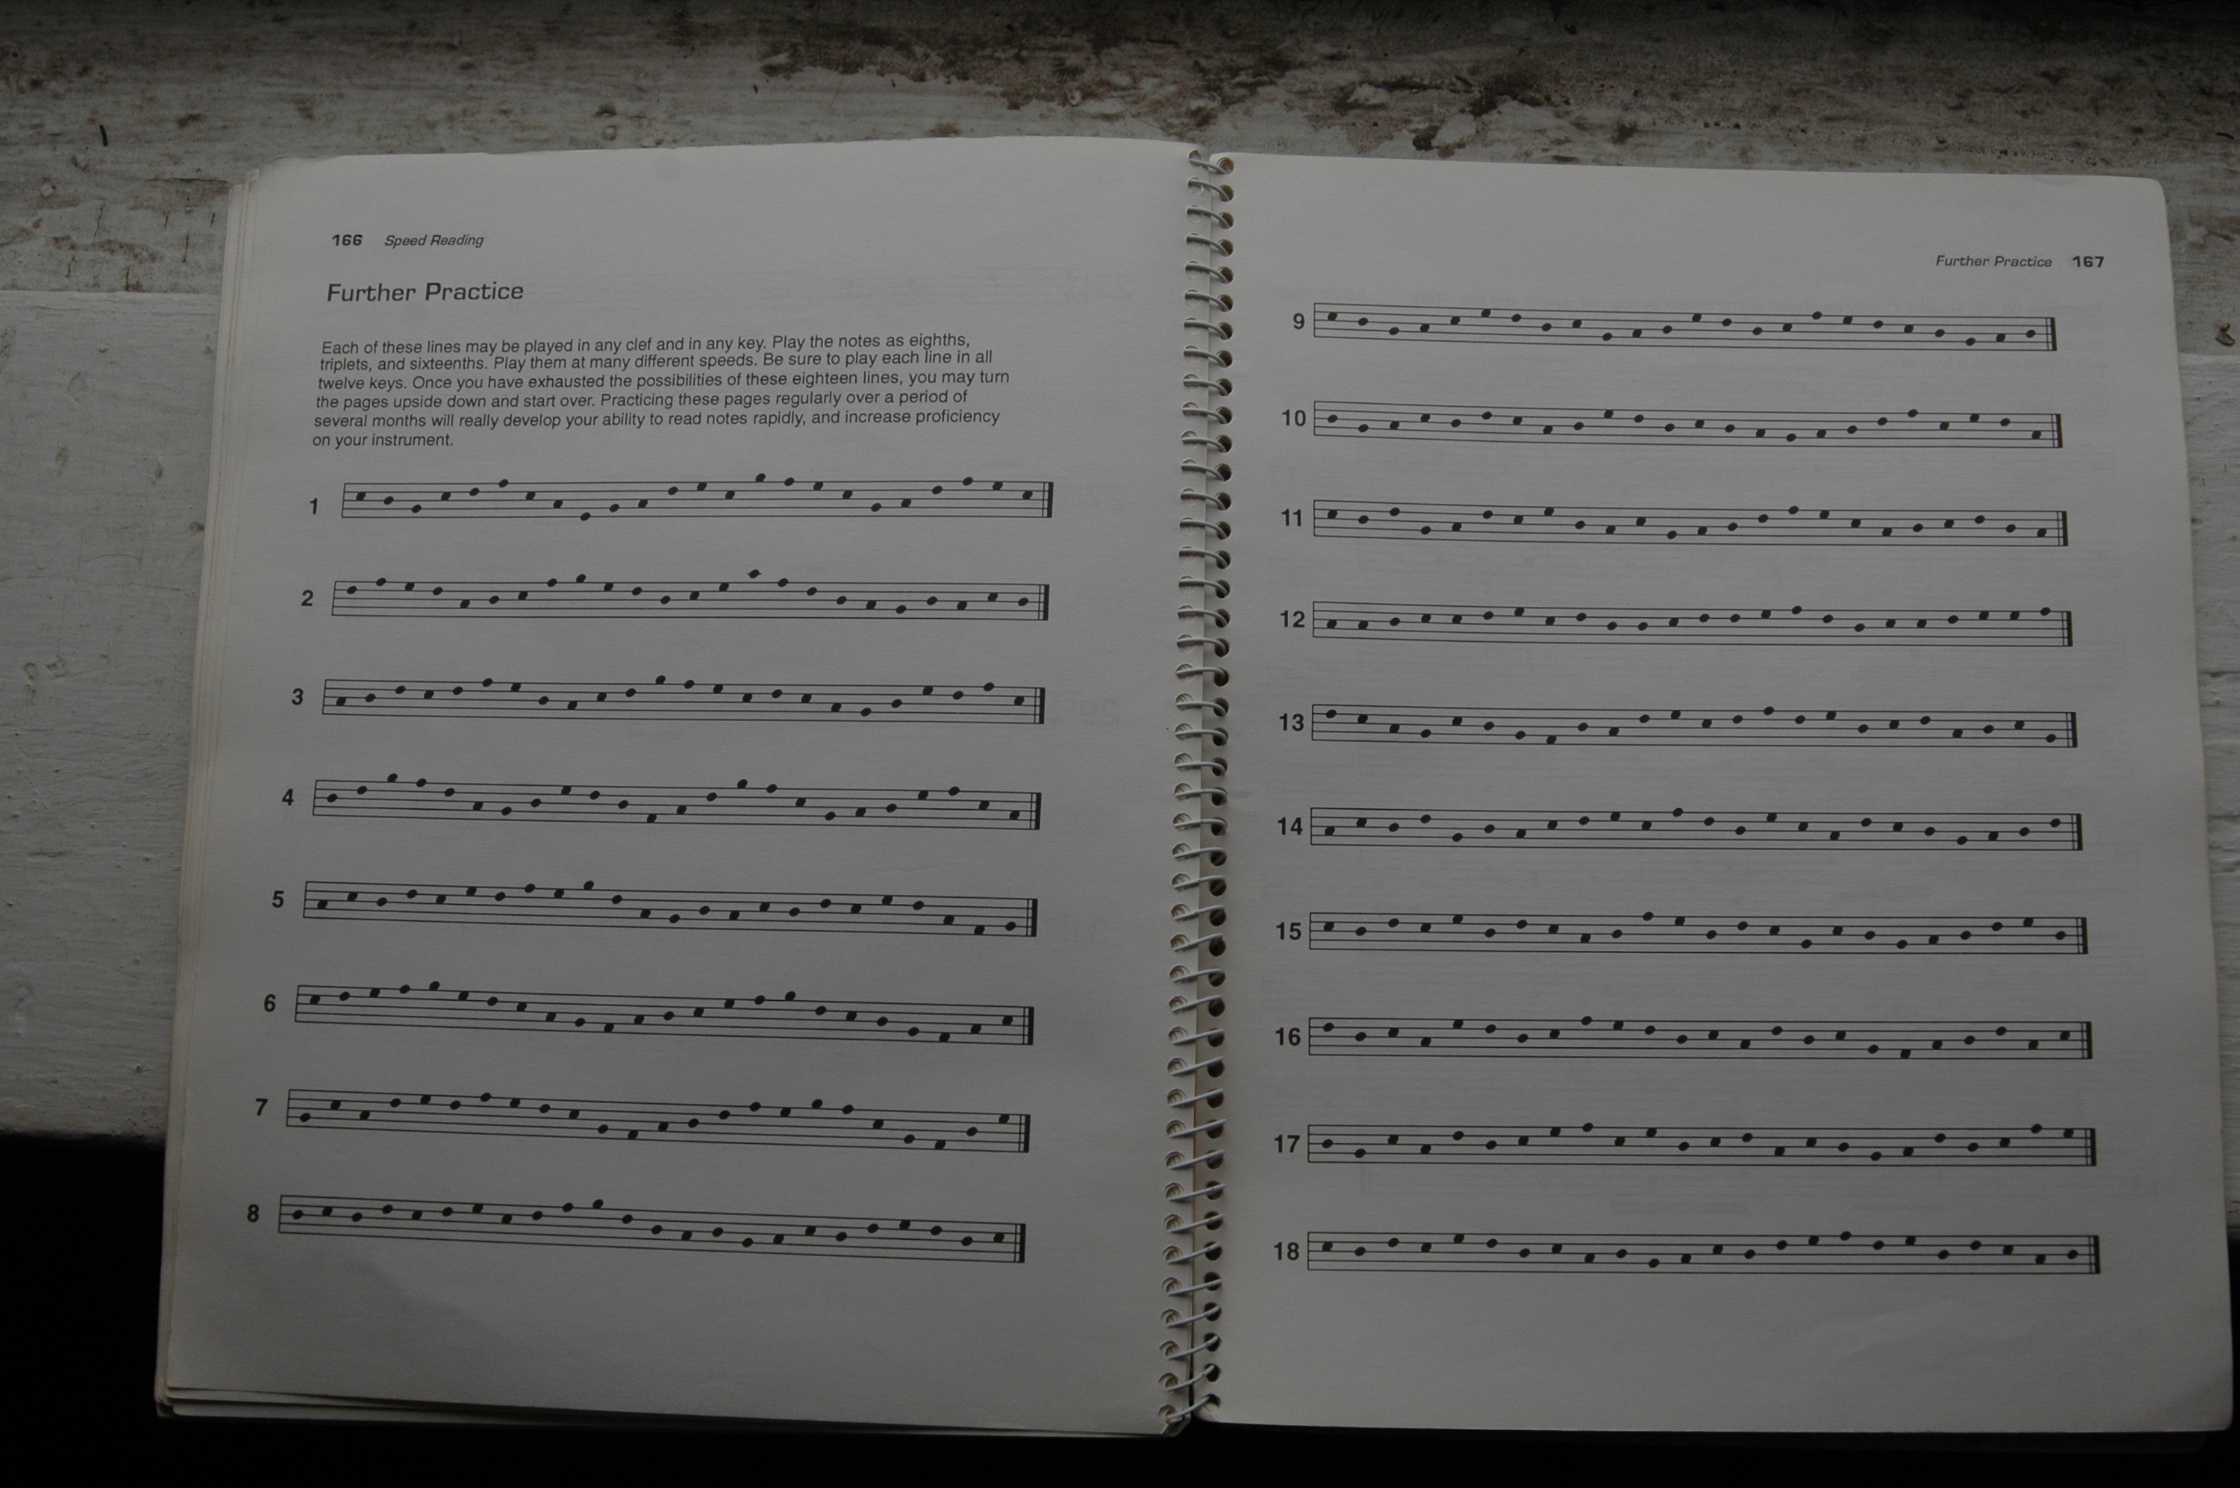 166 Speed Reading
Further Practice
Each of these lines may be played in any clef and in any key. Play the notes as eighths,
triplets, and sixteenths. Play them at many different speeds. Be sure to play each line in all
twelve keys. Once you have exhausted the possibilities of these eighteen lines, you may turn
the pages upside down and start over. Practicing these pages regularly over a period of
several months will really develop your ability to read notes rapidly, and increase proficiency
on your instrument.
1
2
3
4
5
6
7
8
Further Practice 167
9
10
11
12
13
14
15
16
17
18